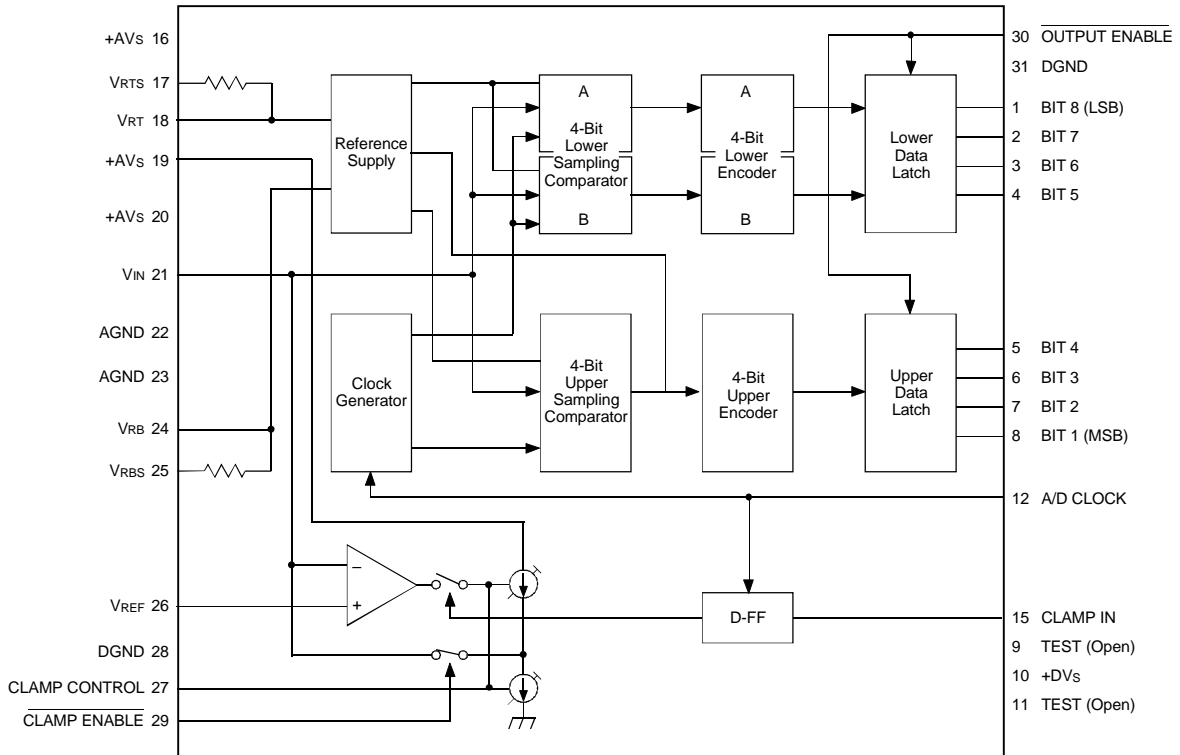 +AVS 16
VRTS 17
VRT 18
+AVS 19
+AVS 20
VIN 21
AGND 22
AGND 23
VRB 24
VRBS 25
VREF 26
DGND 28
CLAMP CONTROL 27
CLAMP ENABLE 29
Reference
Supply
A
4-Bit
Lower
Sampling
Comparator
B
A
4-Bit
Lower
Encoder
B
Lower
Data
Latch
Clock
Generator
4-Bit
Upper
Sampling
Comparator
4-Bit
Upper
Encoder
Upper
Data
Latch
–
+
D-FF
30 OUTPUT ENABLE
31 DGND
1 BIT 8 (LSB)
2 BIT 7
3 BIT 6
4 BIT 5
5 BIT 4
6 BIT 3
7 BIT 2
8 BIT 1 (MSB)
12 A/D CLOCK
15 CLAMP IN
9 TEST (Open)
10 +DVS
11 TEST (Open)